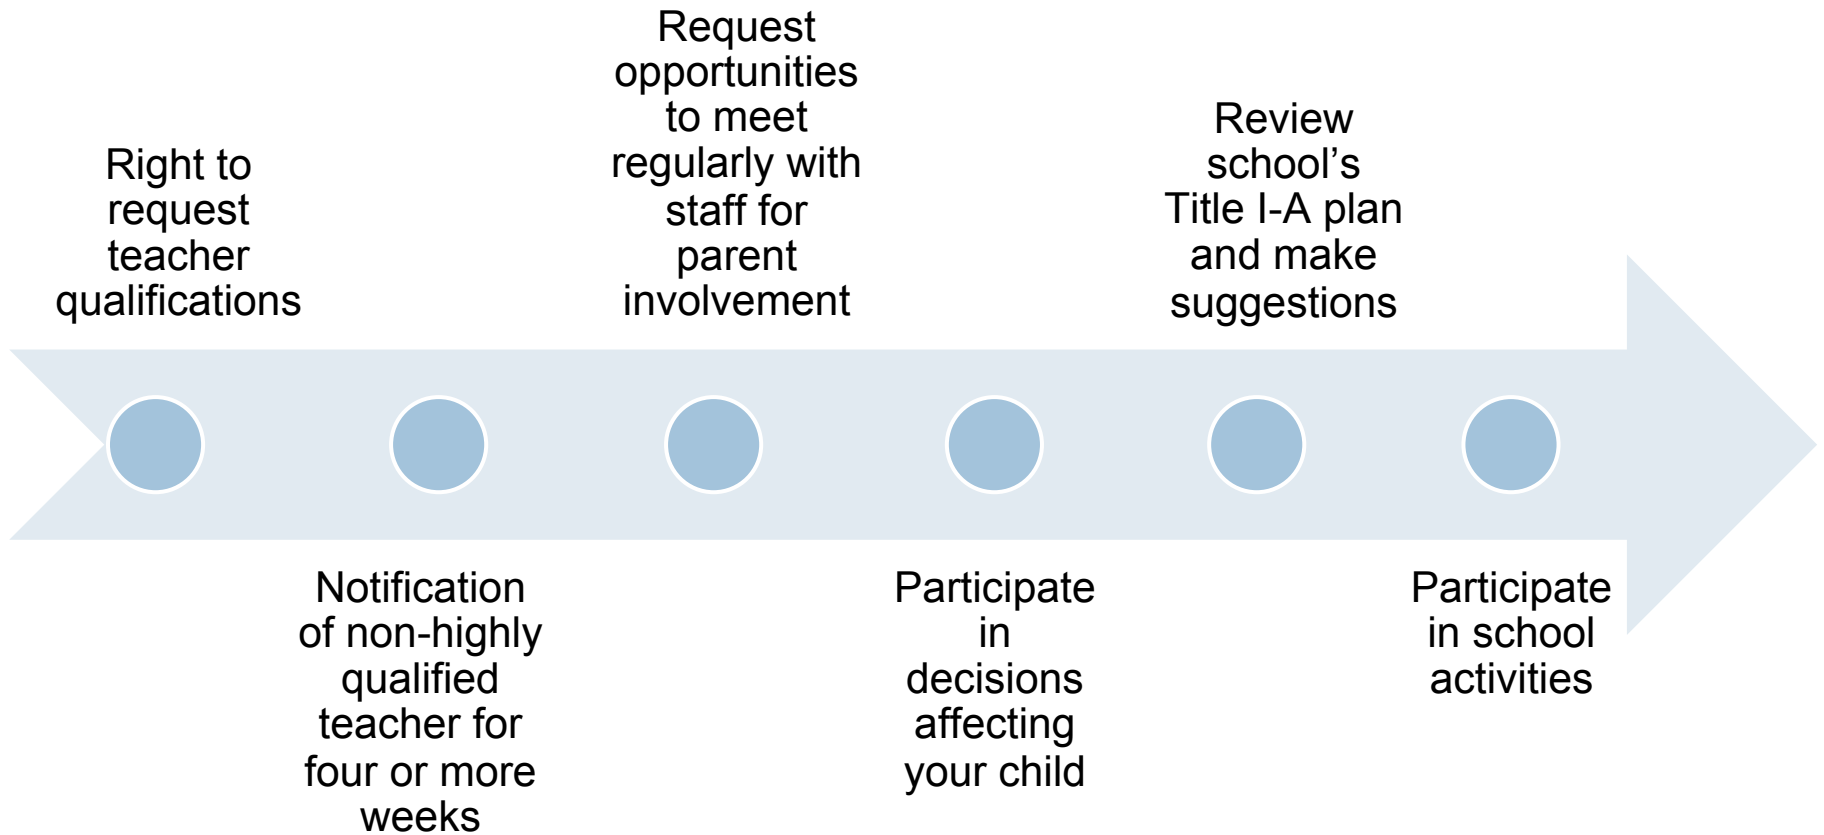 Right to
request
teacher
qualifications
Notification
of non-highly
qualified
teacher for
four or more
weeks
Request
opportunities
to meet
regularly with
staff for
parent
involvement
Participate
in
decisions
affecting
your child
Review
school’s
Title I-A plan
and make
suggestions
Participate
in school
activities